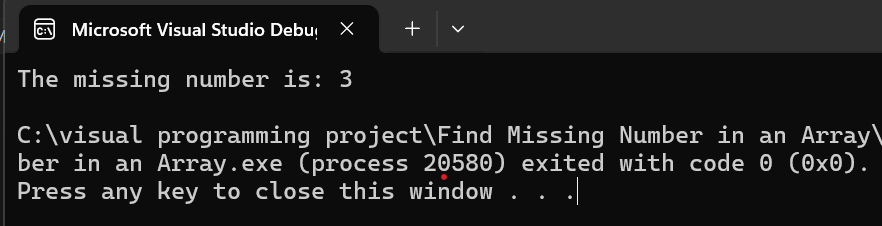 Microsoft Visual Studio Debu
The missing number is: 3
C:\visual programming project\Find Missing Number in an Array\
ber in an Array.exe (process 20580) exited with code 0 (0x0).
Press any key to close this window . . .